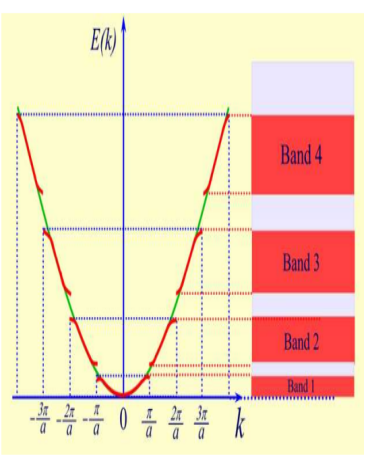 E(k)
Band 4
Band 3
Band 2
Band 1
-3π/a -2π/a -π/a 0 π/a 2π/a 3π/a k